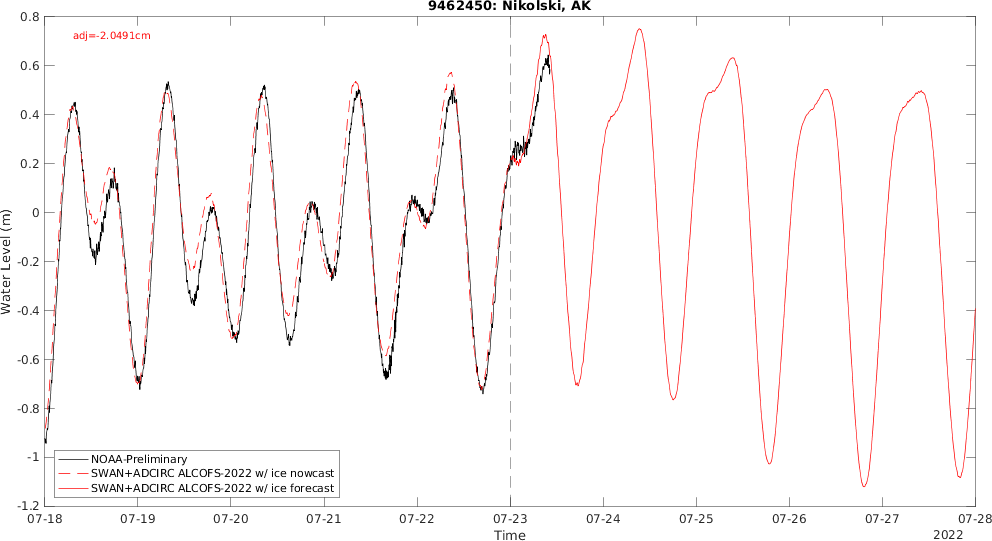 9462450: Nikolski, AK
adj=-2.0491cm
0.8
0.6
0.4
0.2
0
-0.2
-0.4
-0.6
-0.8
-1
-1.2
Water Level (m)
NOAA-Preliminary
SWAN+ADCIRC ALCOFS-2022 w/ ice nowcast
SWAN+ADCIRC ALCOFS-2022 w/ ice forecast
07-18 07-19 07-20 07-21 07-22 07-23 07-24 07-25 07-26 07-27 07-28
Time
2022